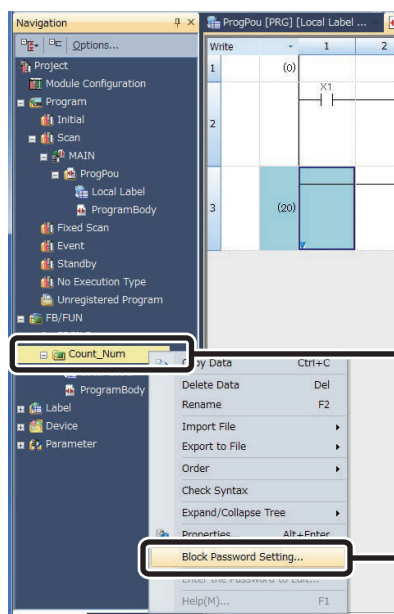 Navigation
ProgPou [PRG] [Local Label ...
Options...
Write 1 2
Project
Module Configuration
Program
Initial
Scan
MAIN
ProgPou
Local Label
ProgramBody
Fixed Scan
Event
Standby
No Execution Type
Unregistered Program
FB/FUN
Count_Num
ProgramBody
Label
Device
Parameter
1 (0)
X1
2
3 (20)
Copy Data Ctrl+C
Delete Data Del
Rename F2
Import File
Export to File
Order
Check Syntax
Expand/Collapse Tree
Properties... Alt+Enter
Block Password Setting...
Enter the Password to Edit...
Help(M)... F1